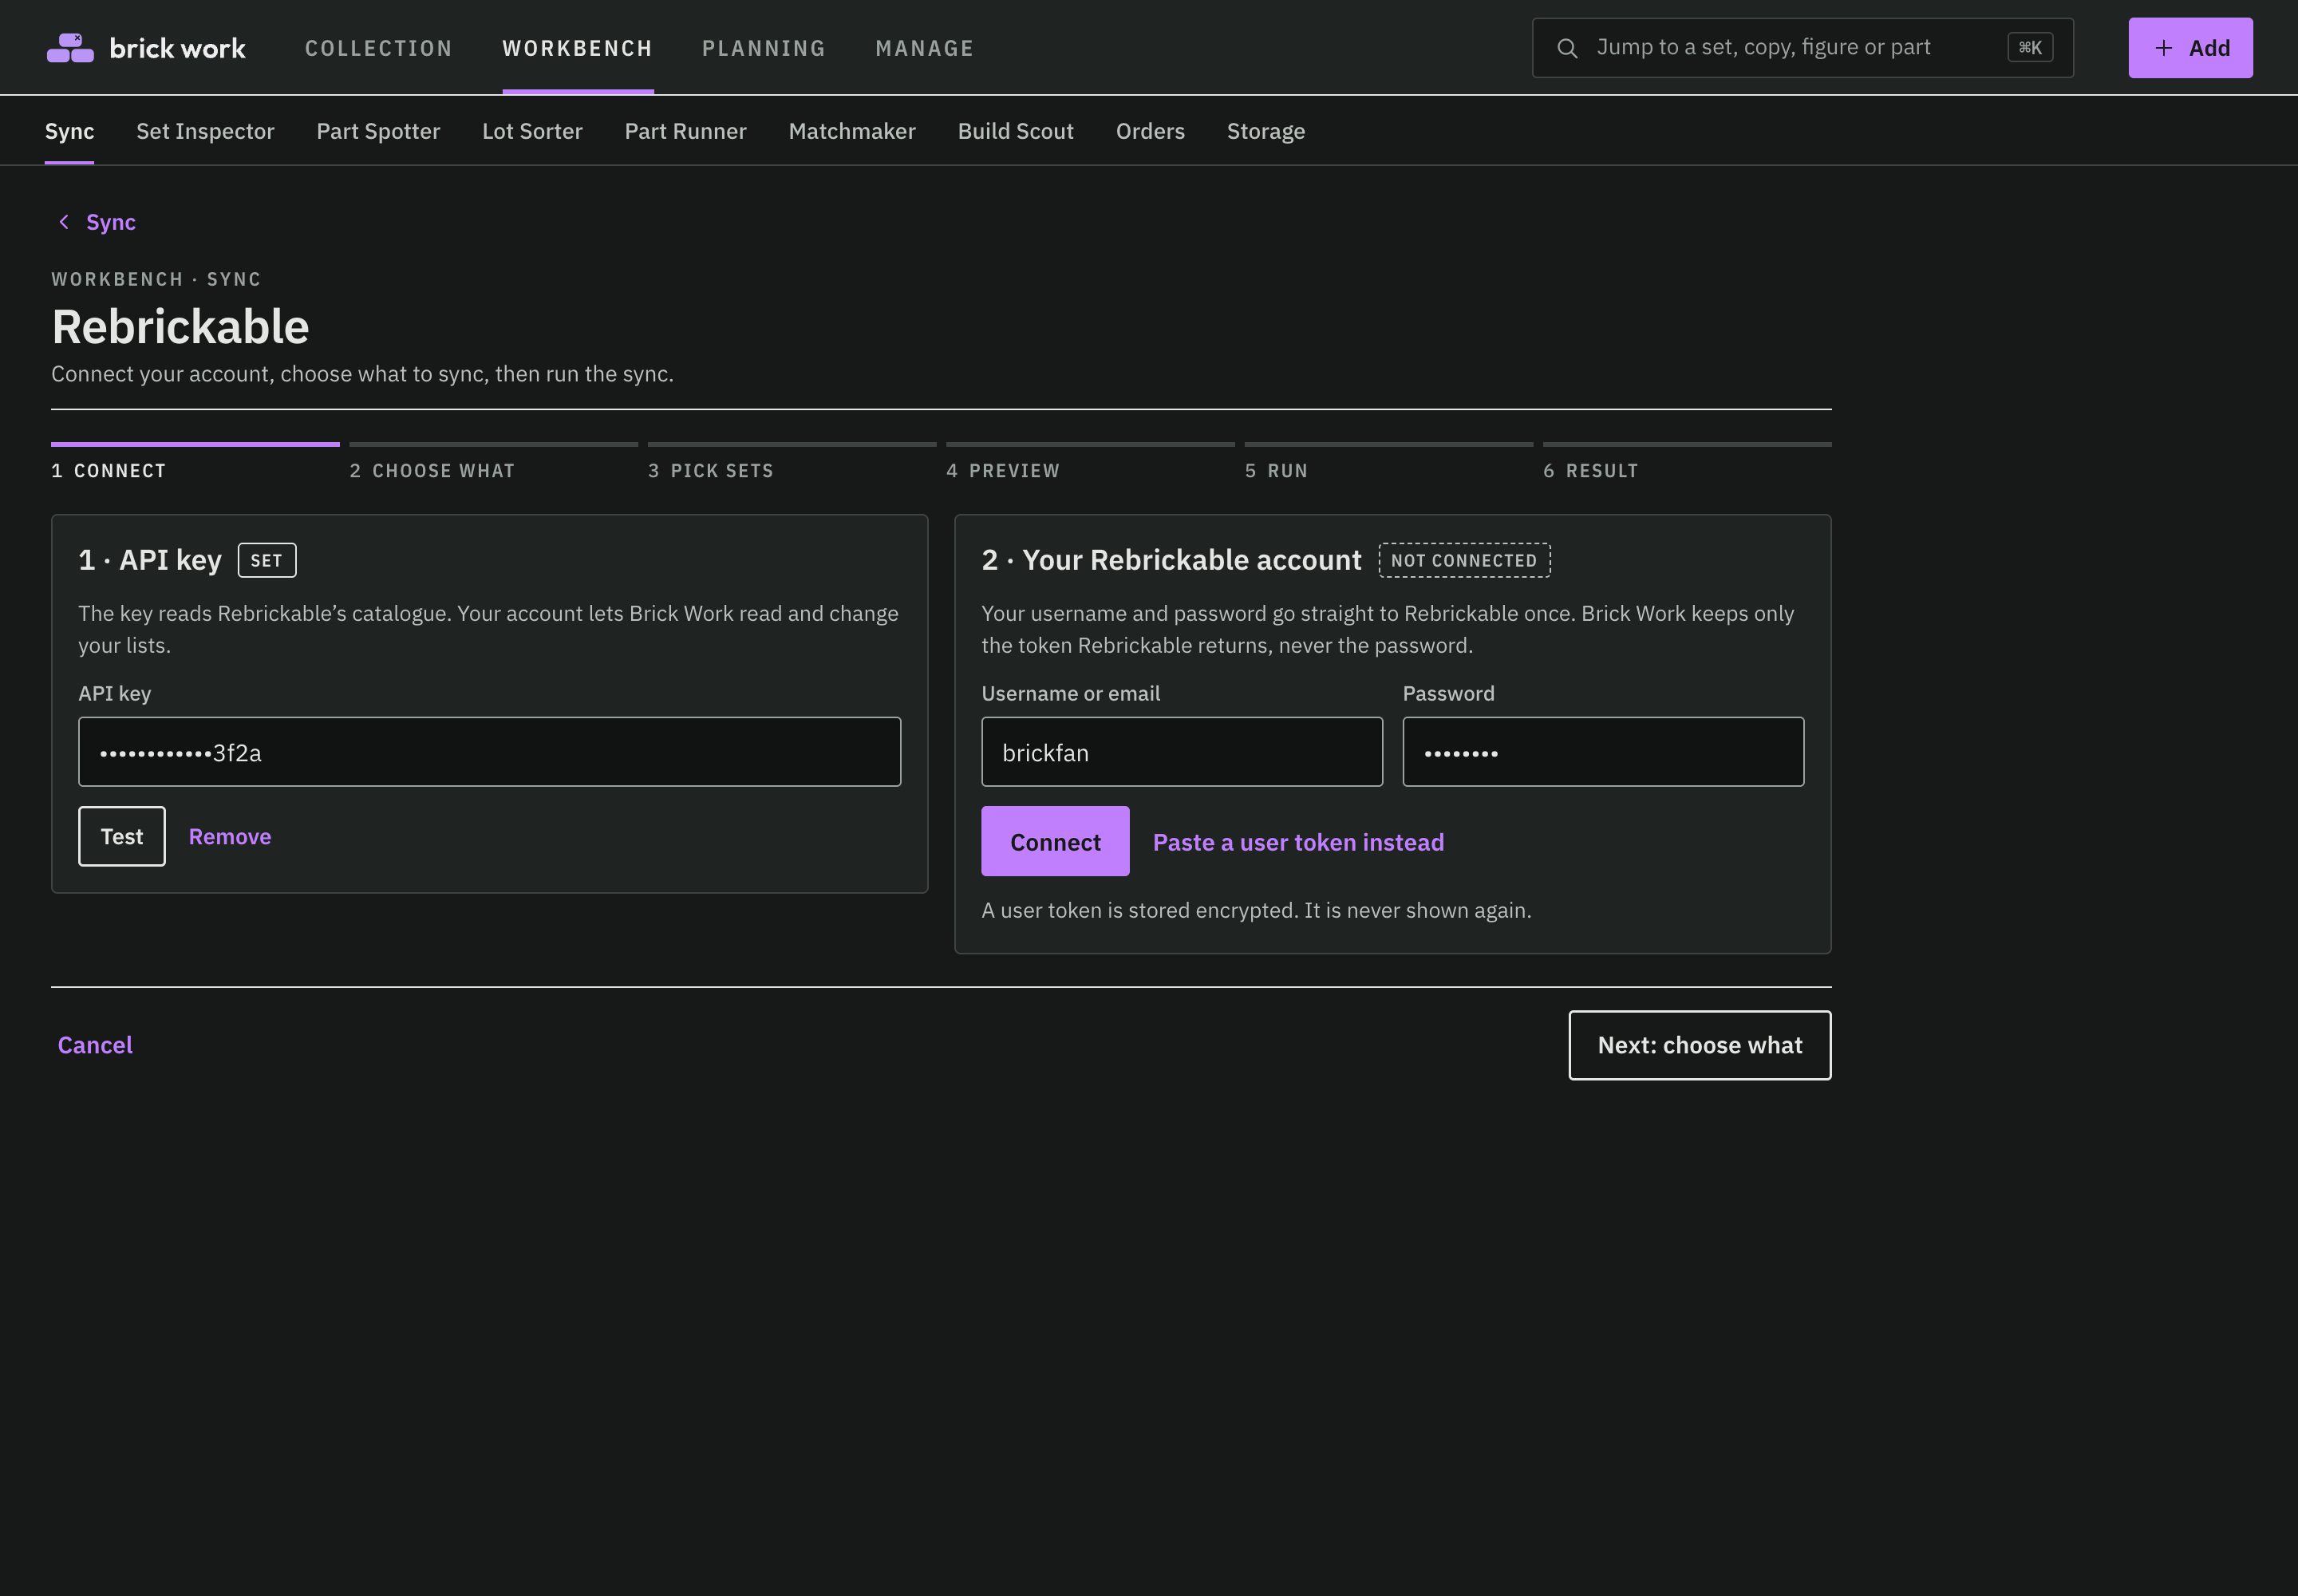 brick work
COLLECTION
WORKBENCH
PLANNING
MANAGE
Jump to a set, copy, figure or part
⌘K
+ Add
Sync
Set Inspector
Part Spotter
Lot Sorter
Part Runner
Matchmaker
Build Scout
Orders
Storage
Sync
WORKBENCH · SYNC
Rebrickable
Connect your account, choose what to sync, then run the sync.
1 CONNECT
2 CHOOSE WHAT
3 PICK SETS
4 PREVIEW
5 RUN
6 RESULT
1 · API key
SET
The key reads Rebrickable’s catalogue. Your account lets Brick Work read and change
your lists.
API key
••••••••••••3f2a
Test
Remove
2 · Your Rebrickable account
NOT CONNECTED
Your username and password go straight to Rebrickable once. Brick Work keeps only
the token Rebrickable returns, never the password.
Username or email
Password
brickfan
••••••••
Connect
Paste a user token instead
A user token is stored encrypted. It is never shown again.
Cancel
Next: choose what